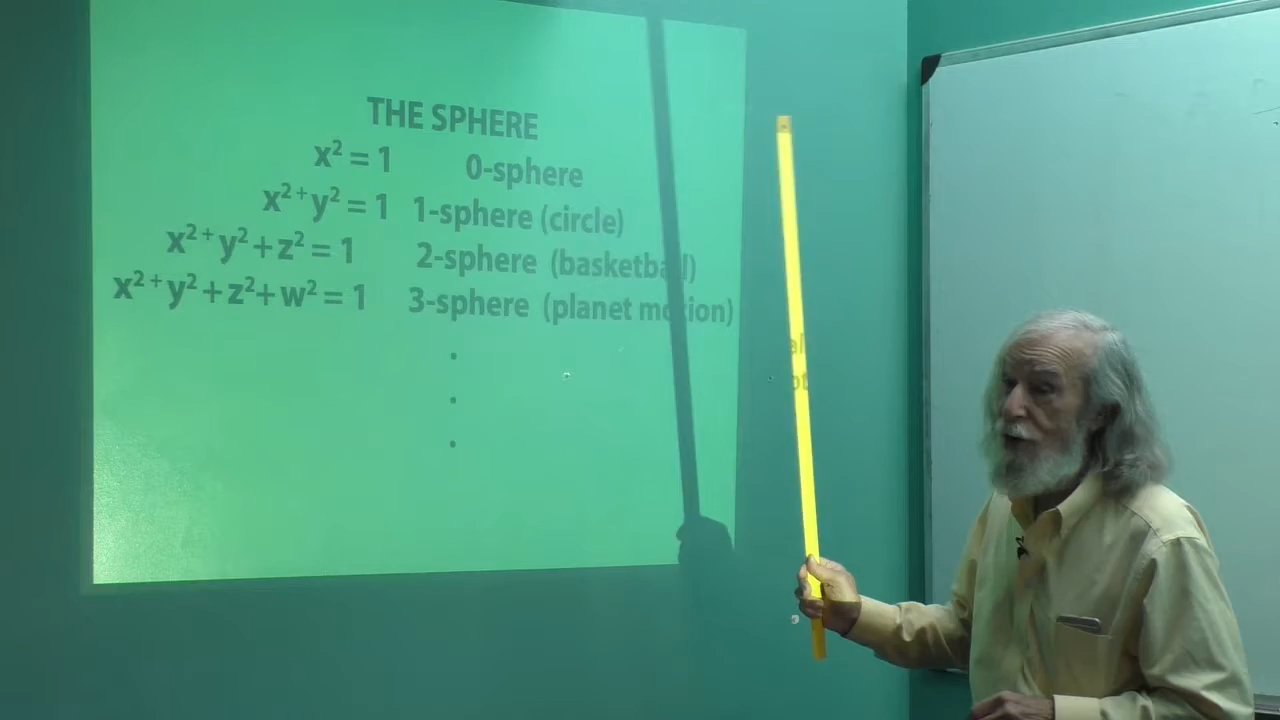 THE SPHERE
x² = 1 0-sphere
x²⁺y² = 1 1-sphere (circle)
x²⁺y²+z² = 1 2-sphere (basketball)
x²⁺y²+z²+w² = 1 3-sphere (planet motion)
.
.
.